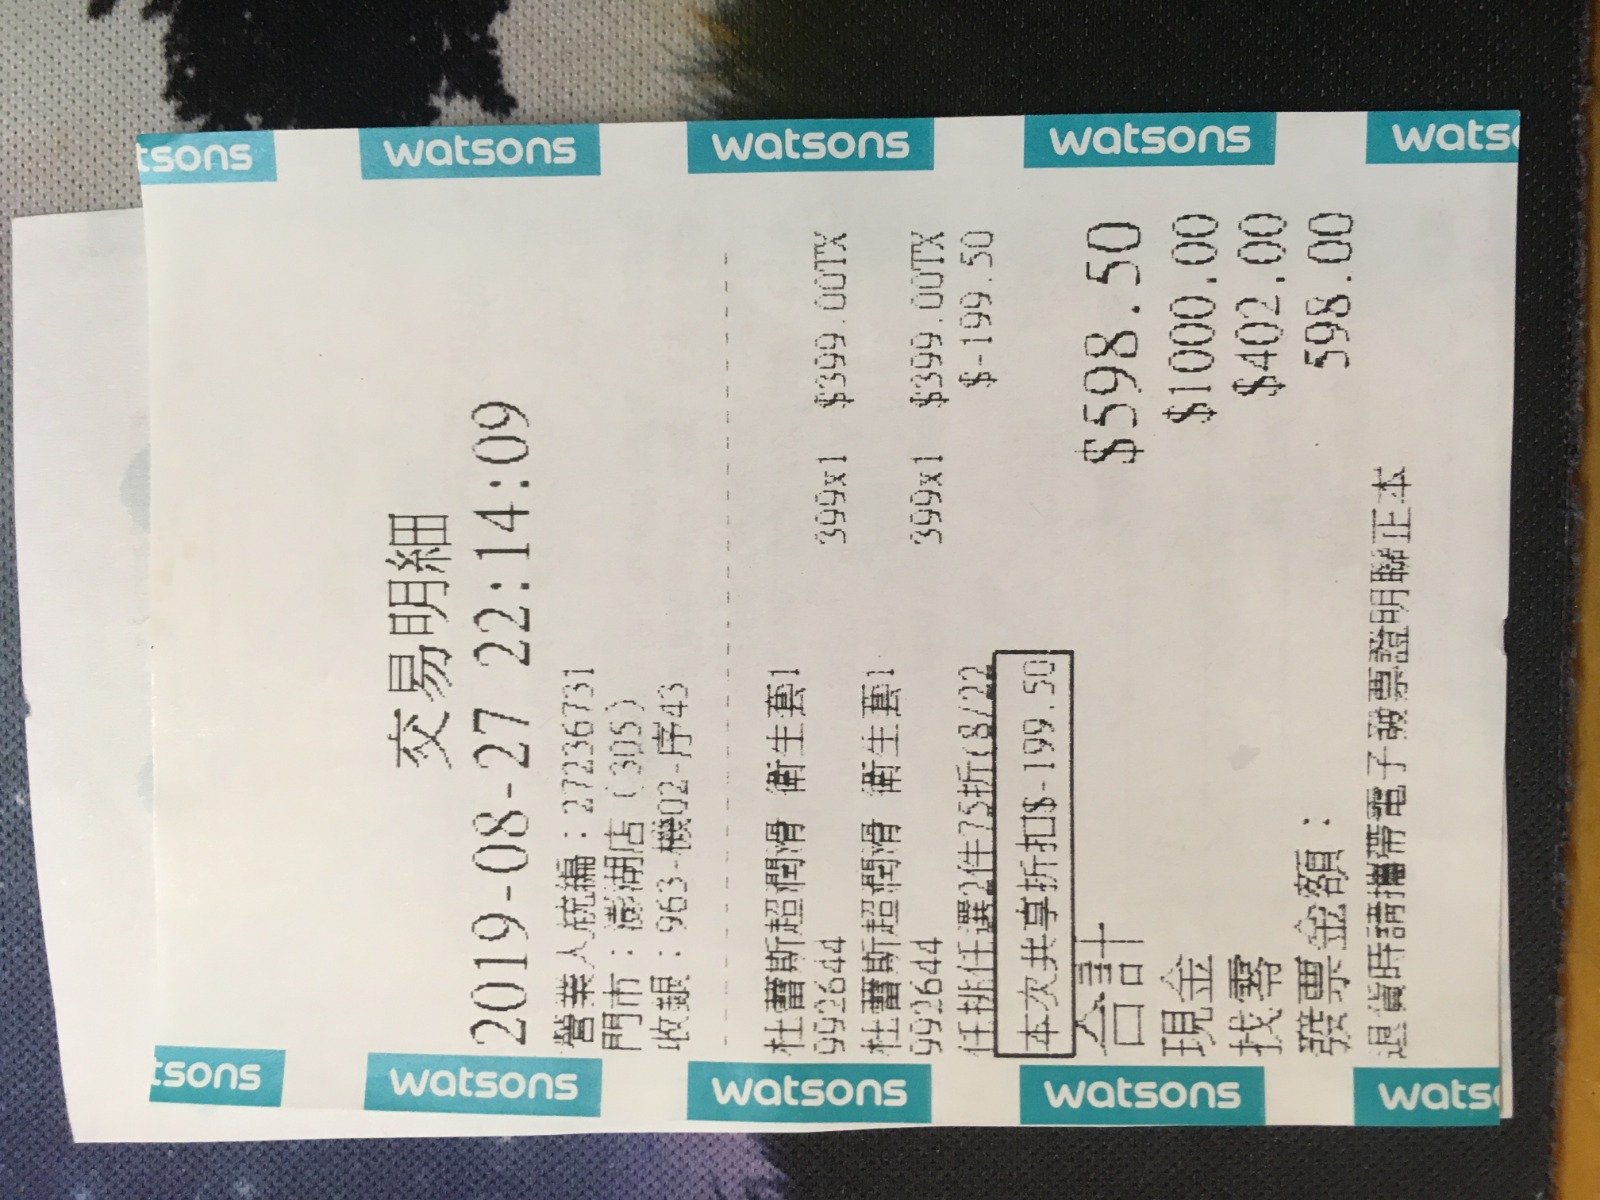 交易明細
2019-08-27 22:14:09
營業人統編：27236731
門市：澎湖店（305）
收銀：963-機02-序43
杜蕾斯超潤滑 衛生套1
992644 399x1 $399.00TX
杜蕾斯超潤滑 衛生套1
992644 399x1 $399.00TX
任挑任選2件75折(8/22 $-199.50
本次共享折扣$-199.50
合計 $598.50
現金 $1000.00
找零 $402.00
發票金額： 598.00
退貨時請攜帶電子發票證明聯正本
tsons
watsons
watsons
watsons
wats
tsons
watsons
watsons
watsons
wats